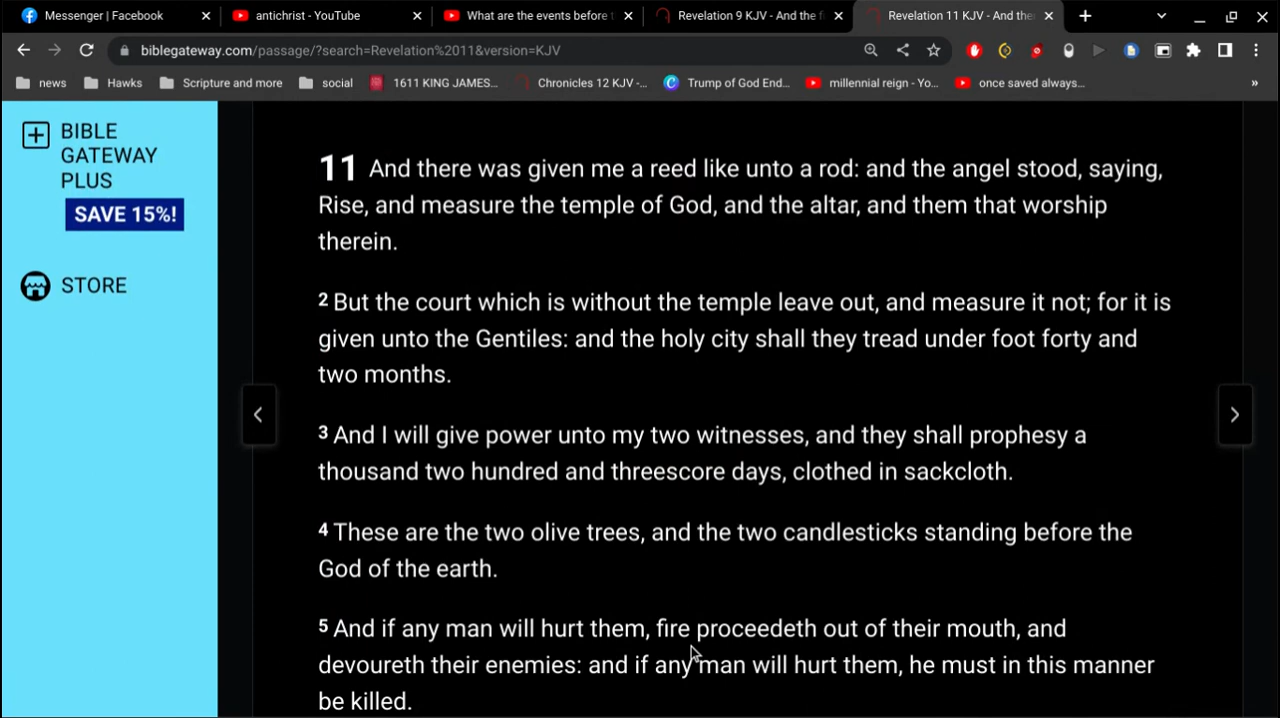 Messenger | Facebook
antichrist - YouTube
What are the events before t
Revelation 9 KJV - And the f
Revelation 11 KJV - And the
biblegateway.com/passage/?search=Revelation%2011&version=KJV
news
Hawks
Scripture and more
social
1611 KING JAMES...
Chronicles 12 KJV -...
Trump of God End...
millennial reign - Yo...
once saved always...
»
BIBLE
GATEWAY
PLUS
SAVE 15%!
STORE
11 And there was given me a reed like unto a rod: and the angel stood, saying,
Rise, and measure the temple of God, and the altar, and them that worship
therein.
2 But the court which is without the temple leave out, and measure it not; for it is
given unto the Gentiles: and the holy city shall they tread under foot forty and
two months.
3 And I will give power unto my two witnesses, and they shall prophesy a
thousand two hundred and threescore days, clothed in sackcloth.
4 These are the two olive trees, and the two candlesticks standing before the
God of the earth.
5 And if any man will hurt them, fire proceedeth out of their mouth, and
devoureth their enemies: and if any man will hurt them, he must in this manner
be killed.